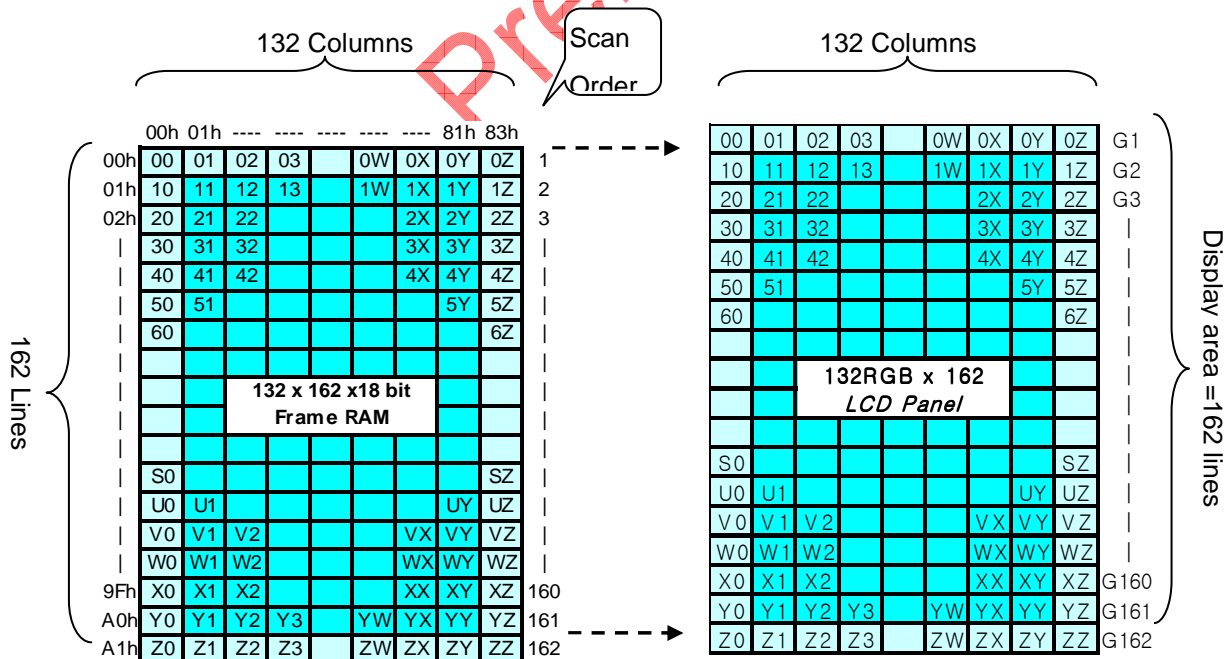 132 Columns
Scan
Order
132 Columns
00h 01h ---- ---- ---- ---- ---- 81h 83h
00h 00 01 02 03 0W 0X 0Y 0Z 1
01h 10 11 12 13 1W 1X 1Y 1Z 2
02h 20 21 22 2X 2Y 2Z 3
30 31 32 3X 3Y 3Z
40 41 42 4X 4Y 4Z
50 51 5Y 5Z
60 6Z
132 x 162 x18 bit
Frame RAM
S0 SZ
U0 U1 UY UZ
V0 V1 V2 VX VY VZ
W0 W1 W2 WX WY WZ
9Fh X0 X1 X2 XX XY XZ 160
A0h Y0 Y1 Y2 Y3 YW YX YY YZ 161
A1h Z0 Z1 Z2 Z3 ZW ZX ZY ZZ 162
162 Lines
00 01 02 03 0W 0X 0Y 0Z G1
10 11 12 13 1W 1X 1Y 1Z G2
20 21 22 2X 2Y 2Z G3
30 31 32 3X 3Y 3Z
40 41 42 4X 4Y 4Z
50 51 5Y 5Z
60 6Z
132RGB x 162
LCD Panel
S0 SZ
U0 U1 UY UZ
V0 V1 V2 VX VY VZ
W0 W1 W2 WX WY WZ
X0 X1 X2 XX XY XZ G160
Y0 Y1 Y2 Y3 YW YX YY YZ G161
Z0 Z1 Z2 Z3 ZW ZX ZY ZZ G162
Display area =162 lines